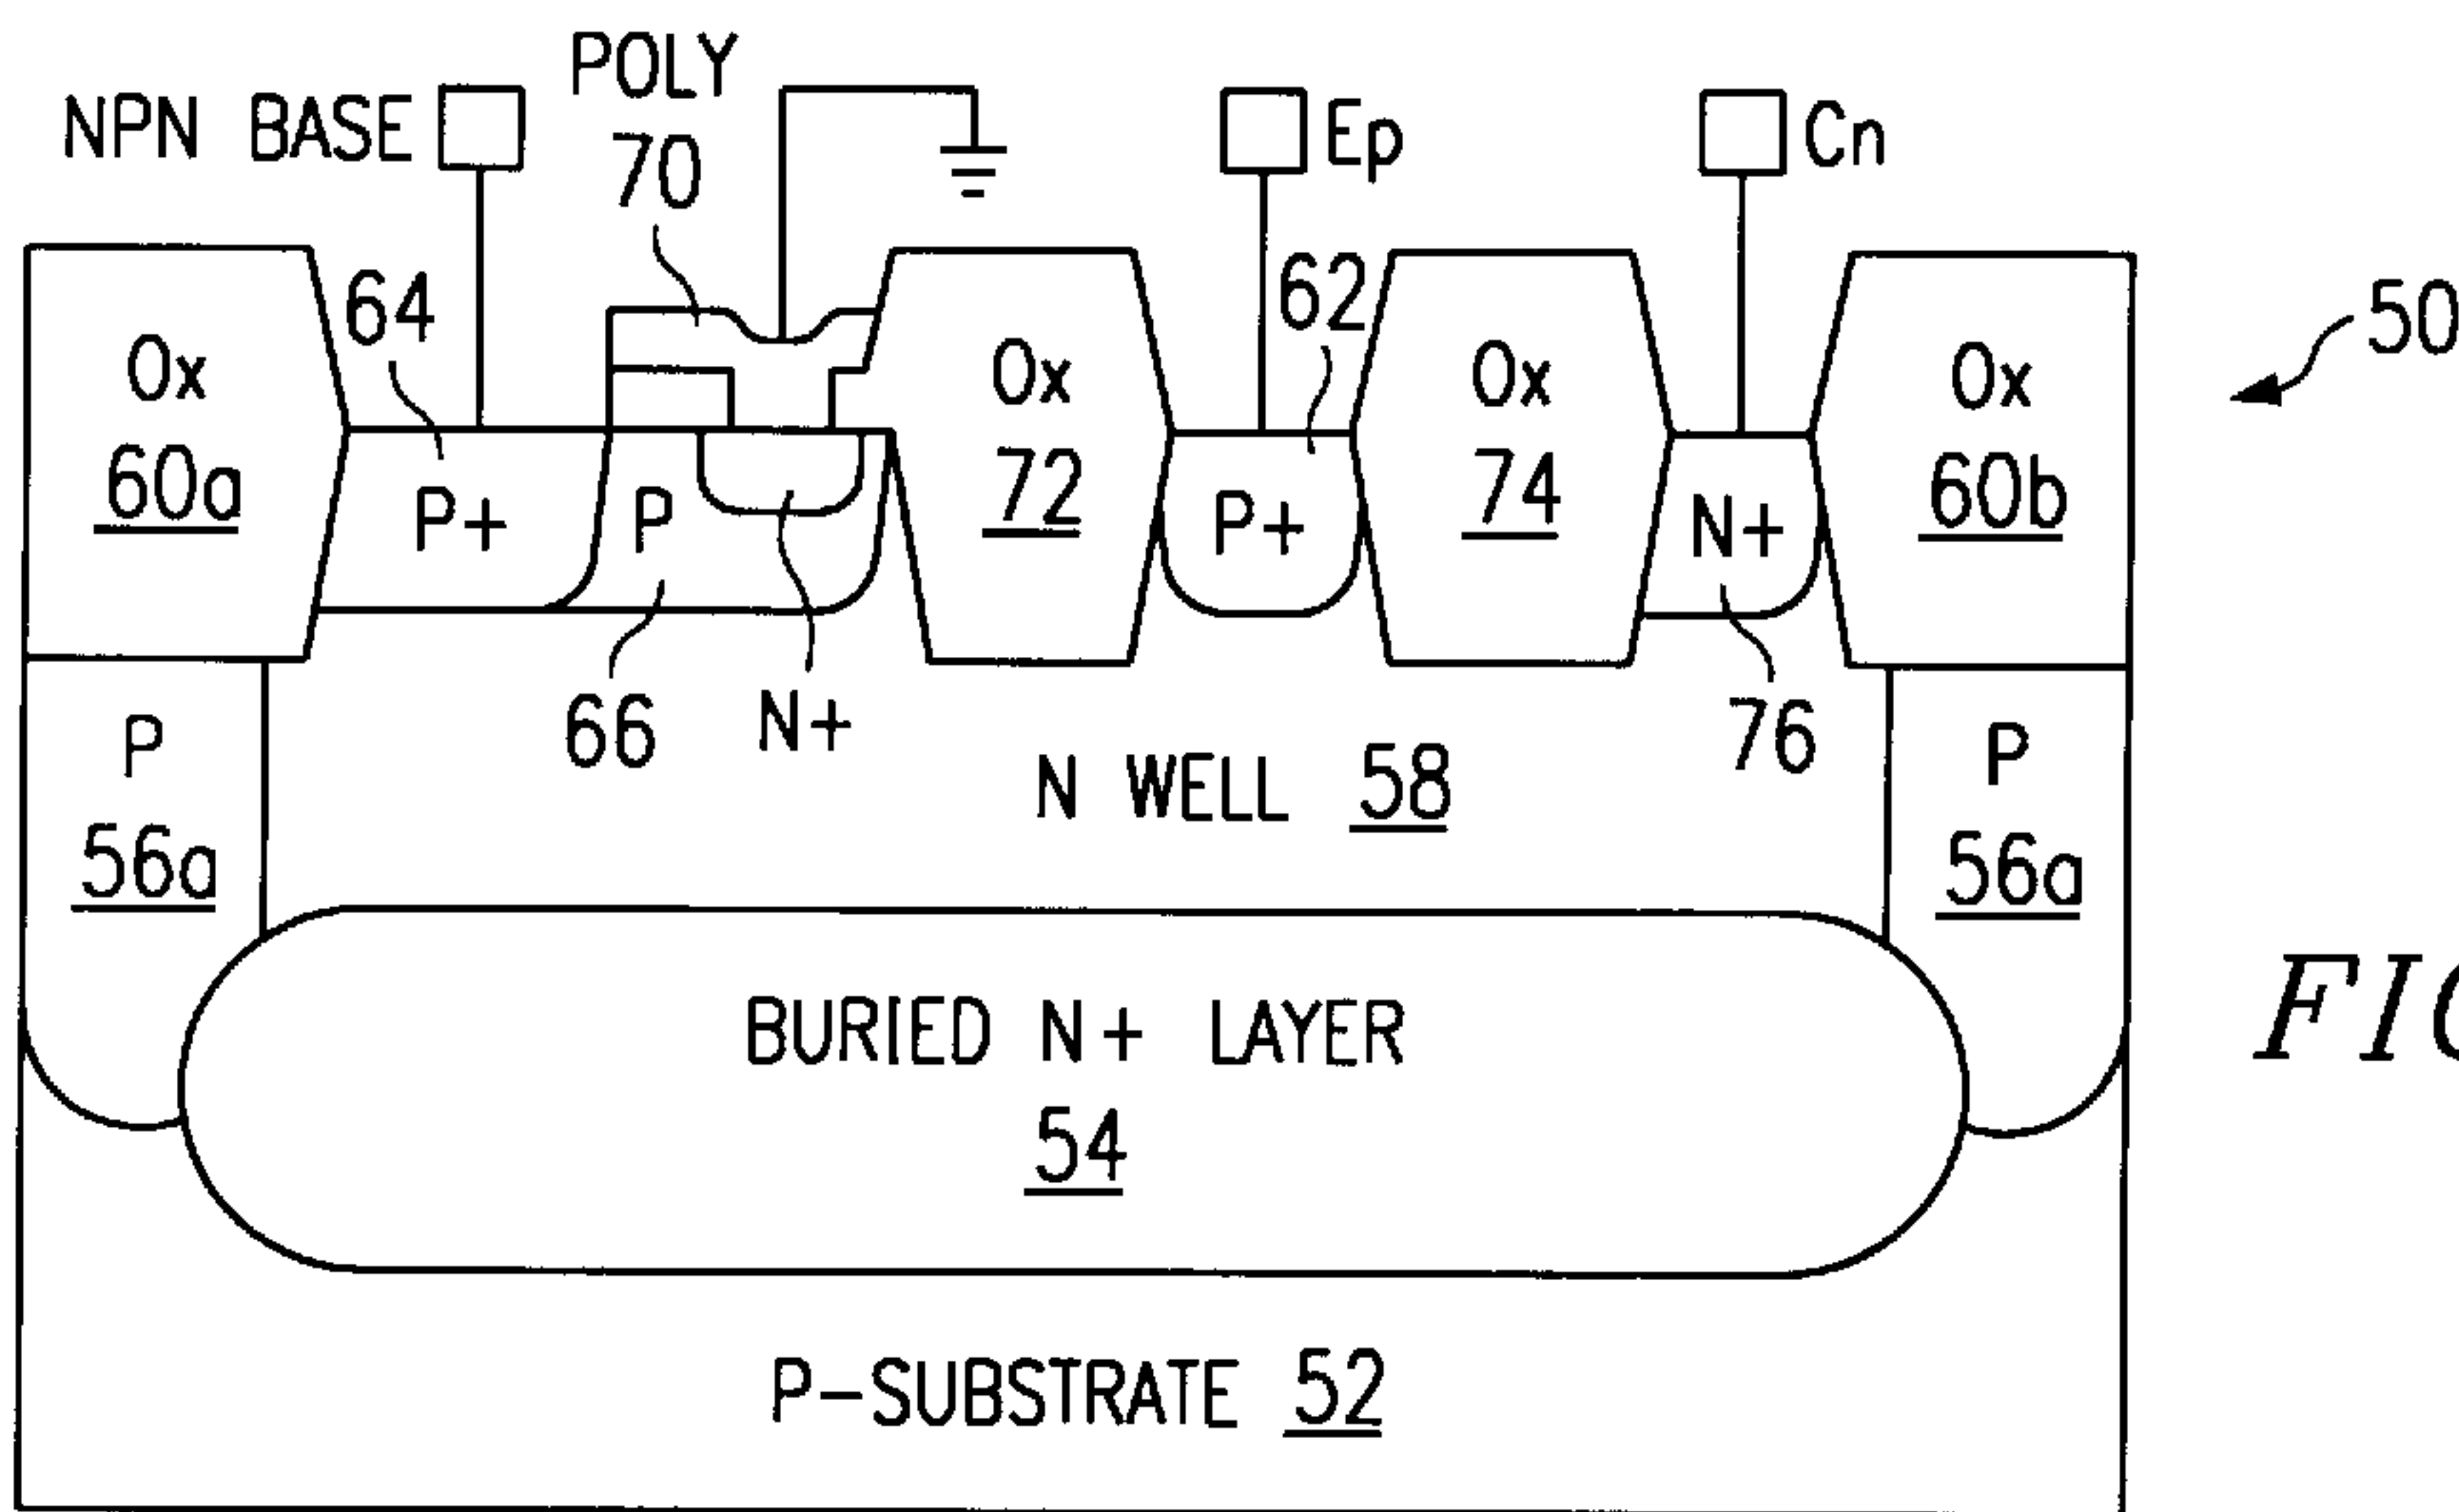 POLY
70
NPN BASE
Ep
Cn
64
62
50
Ox
60a
Ox
72
Ox
74
Ox
60b
P+
P
P+
N+
66
N+
76
P
56a
N WELL 58
P
56a
BURIED N+ LAYER
54
P-SUBSTRATE 52